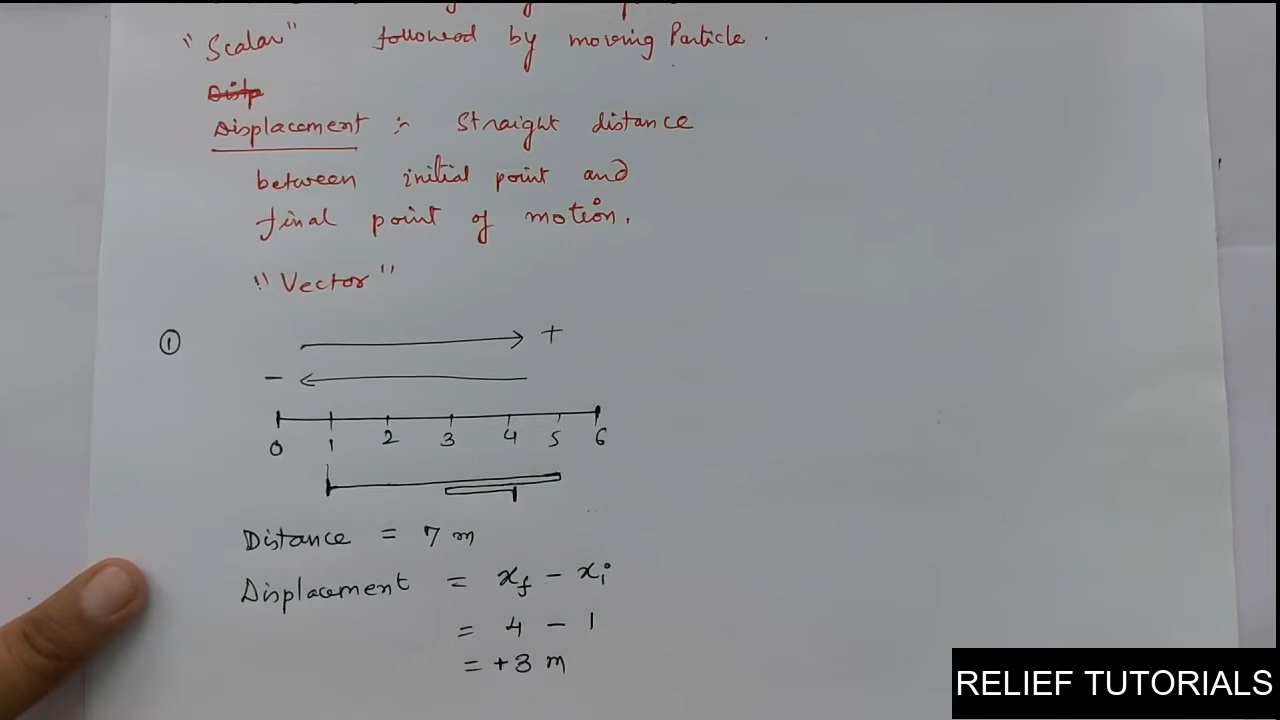 "Scalar" followed by moving Particle.
Disp
Displacement :- Straight distance
between initial point and
final point of motion.
"Vector"
① +
-
0 1 2 3 4 5 6
Distance = 7 m
Displacement = xf - xi
= 4 - 1
= +3 m
RELIEF TUTORIALS